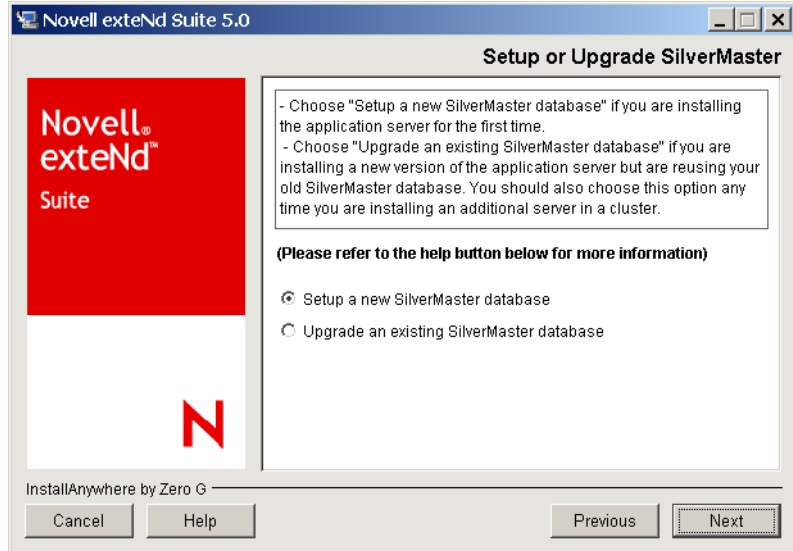 Novell exteNd Suite 5.0
Setup or Upgrade SilverMaster
Novell®
exteNd™
Suite
- Choose "Setup a new SilverMaster database" if you are installing
the application server for the first time.
- Choose "Upgrade an existing SilverMaster database" if you are
installing a new version of the application server but are reusing your
old SilverMaster database. You should also choose this option any
time you are installing an additional server in a cluster.
(Please refer to the help button below for more information)
Setup a new SilverMaster database
Upgrade an existing SilverMaster database
N
InstallAnywhere by Zero G
Cancel Help Previous Next